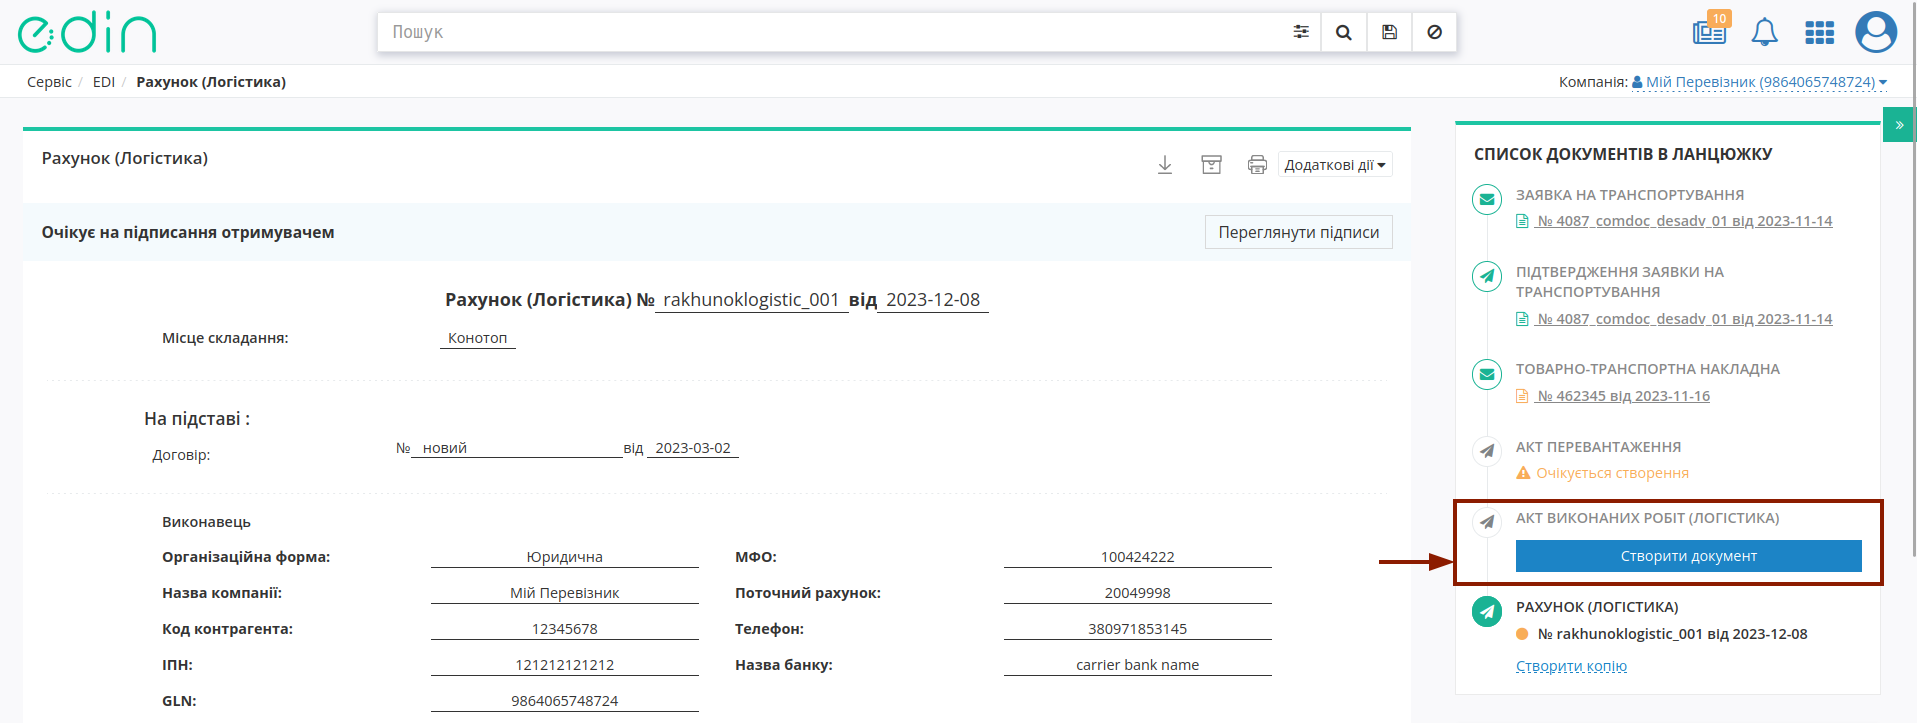 edin
Пошук
10
Сервіс / EDI / Рахунок (Логістика)
Компанія: Мій Перевізник (9864065748724)
»
Рахунок (Логістика)
Додаткові дії
Очікує на підписання отримувачем
Переглянути підписи
Рахунок (Логістика) № rakhunoklogistic_001 від 2023-12-08
Місце складання: Конотоп
На підставі :
Договір: № новий від 2023-03-02
Виконавець
Організаційна форма: Юридична МФО: 100424222
Назва компанії: Мій Перевізник Поточний рахунок: 20049998
Код контрагента: 12345678 Телефон: 380971853145
ІПН: 121212121212 Назва банку: carrier bank name
GLN: 9864065748724
СПИСОК ДОКУМЕНТІВ В ЛАНЦЮЖКУ
ЗАЯВКА НА ТРАНСПОРТУВАННЯ
№ 4087_comdoc_desadv_01 від 2023-11-14
ПІДТВЕРДЖЕННЯ ЗАЯВКИ НА
ТРАНСПОРТУВАННЯ
№ 4087_comdoc_desadv_01 від 2023-11-14
ТОВАРНО-ТРАНСПОРТНА НАКЛАДНА
№ 462345 від 2023-11-16
АКТ ПЕРЕВАНТАЖЕННЯ
Очікується створення
АКТ ВИКОНАНИХ РОБІТ (ЛОГІСТИКА)
Створити документ
РАХУНОК (ЛОГІСТИКА)
№ rakhunoklogistic_001 від 2023-12-08
Створити копію